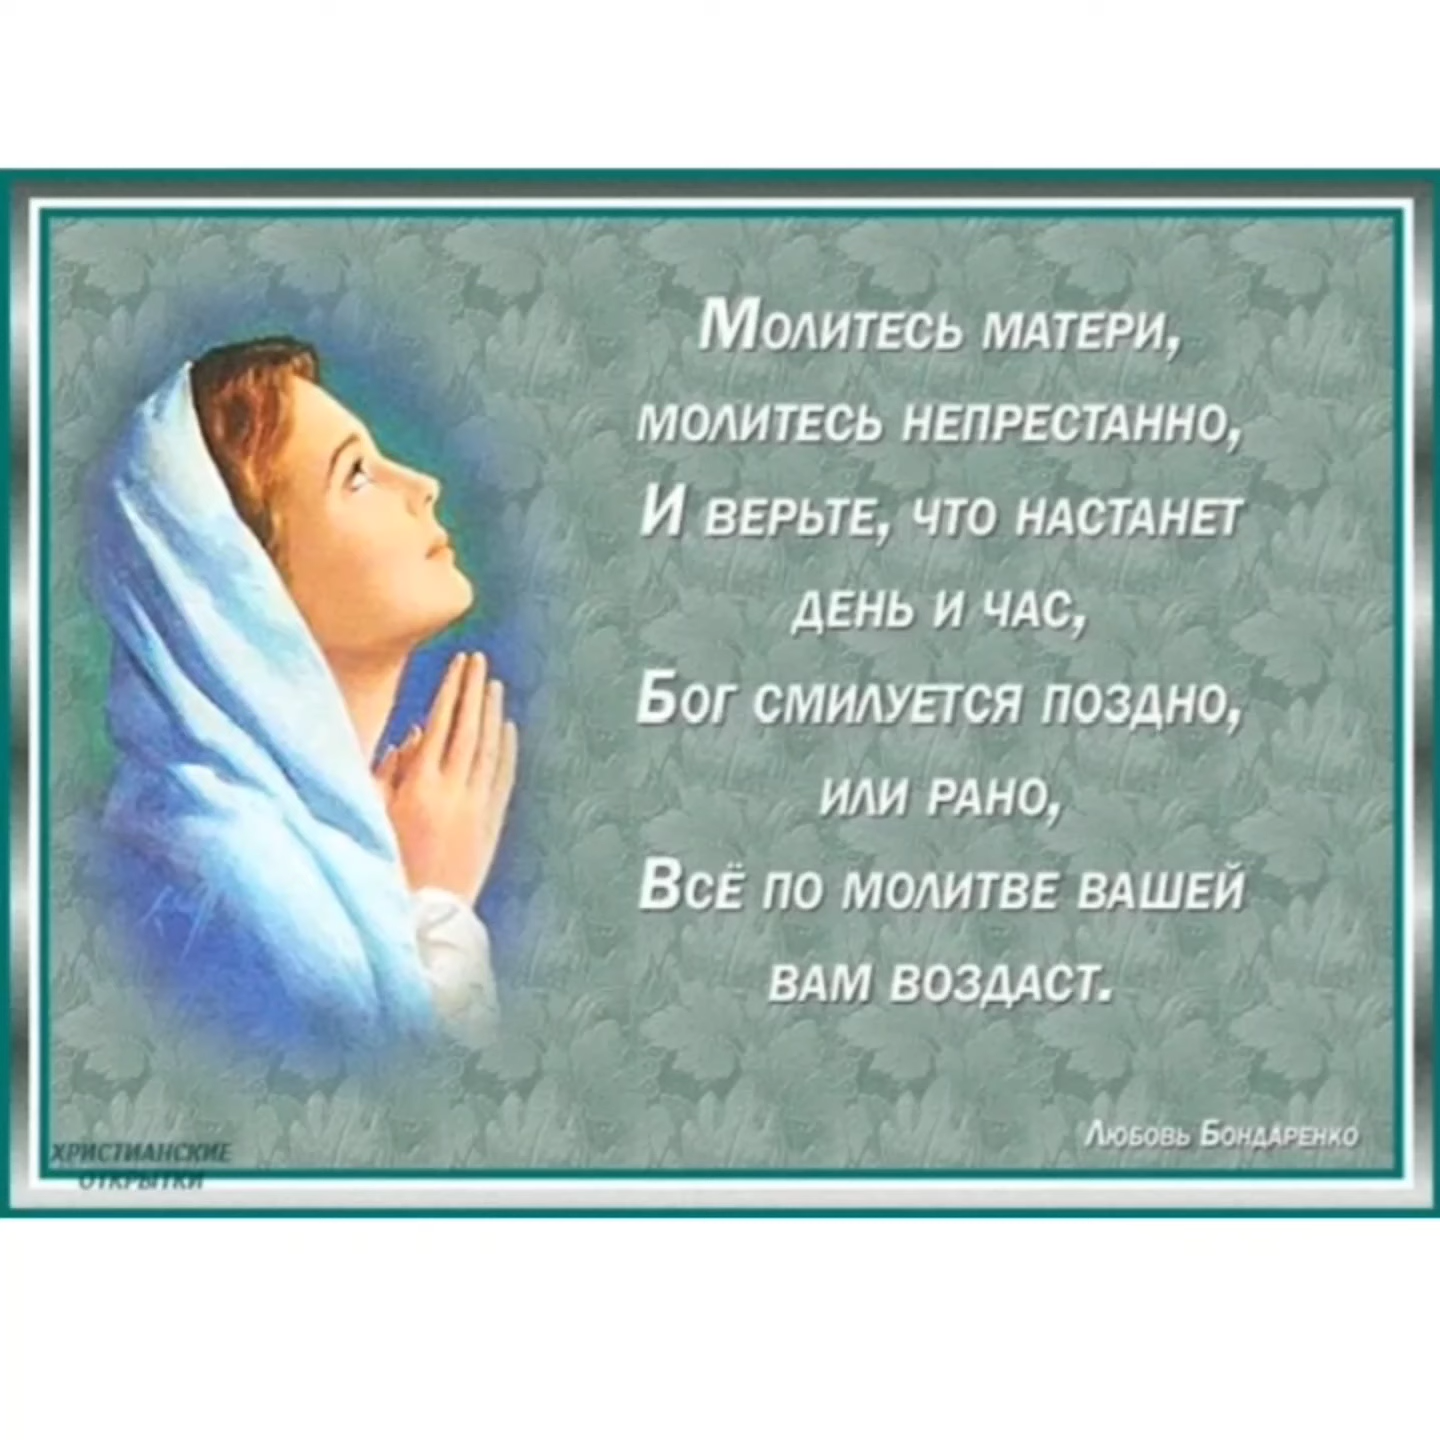 Молитесь матери,
молитесь непрестанно,
И верьте, что настанет
день и час,
Бог смилуется поздно,
или рано,
Всё по молитве вашей
вам воздаст.
Любовь Бондаренко
ХРИСТИАНСКИЕ
ОТКРЫТКИ